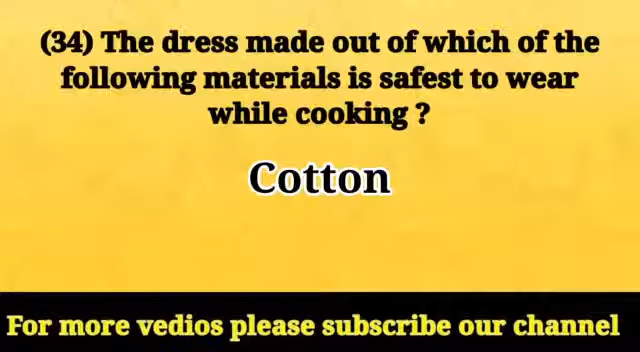 (34) The dress made out of which of the
following materials is safest to wear
while cooking ?
Cotton
For more vedios please subscribe our channel